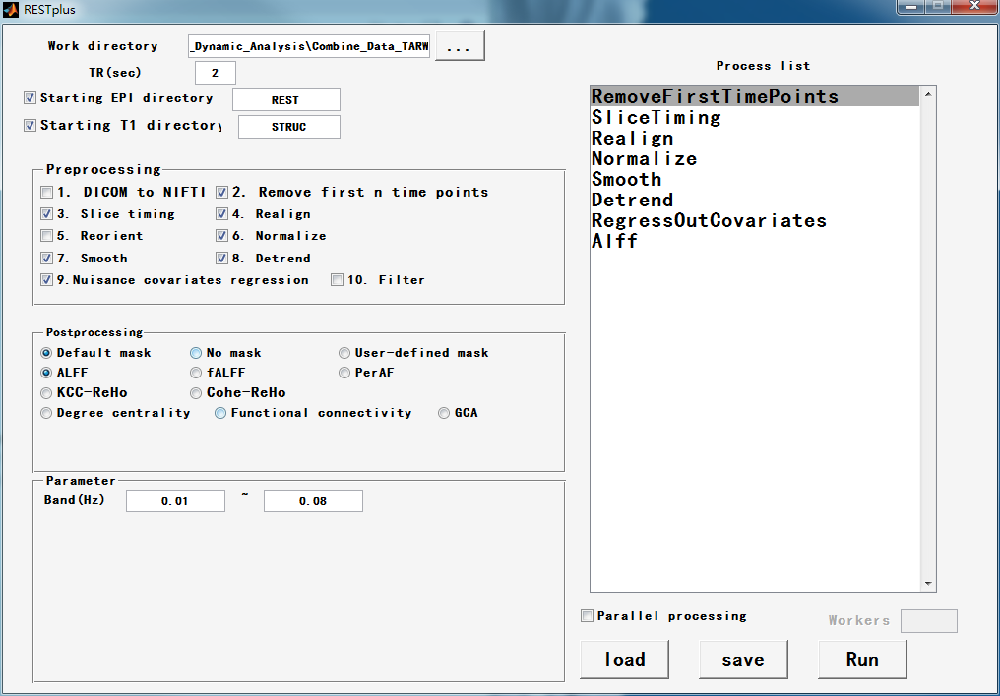 RESTplus
Work directory _Dynamic_Analysis\Combine_Data_TARW ...
TR(sec) 2
Starting EPI directory REST
Starting T1 directory STRUC
Preprocessing
1. DICOM to NIFTI 2. Remove first n time points
3. Slice timing 4. Realign
5. Reorient 6. Normalize
7. Smooth 8. Detrend
9.Nuisance covariates regression 10. Filter
Postprocessing
Default mask No mask User-defined mask
ALFF fALFF PerAF
KCC-ReHo Cohe-ReHo
Degree centrality Functional connectivity GCA
Parameter
Band(Hz) 0.01 ~ 0.08
Process list
RemoveFirstTimePoints
SliceTiming
Realign
Normalize
Smooth
Detrend
RegressOutCovariates
Alff
Parallel processing Workers
load save Run